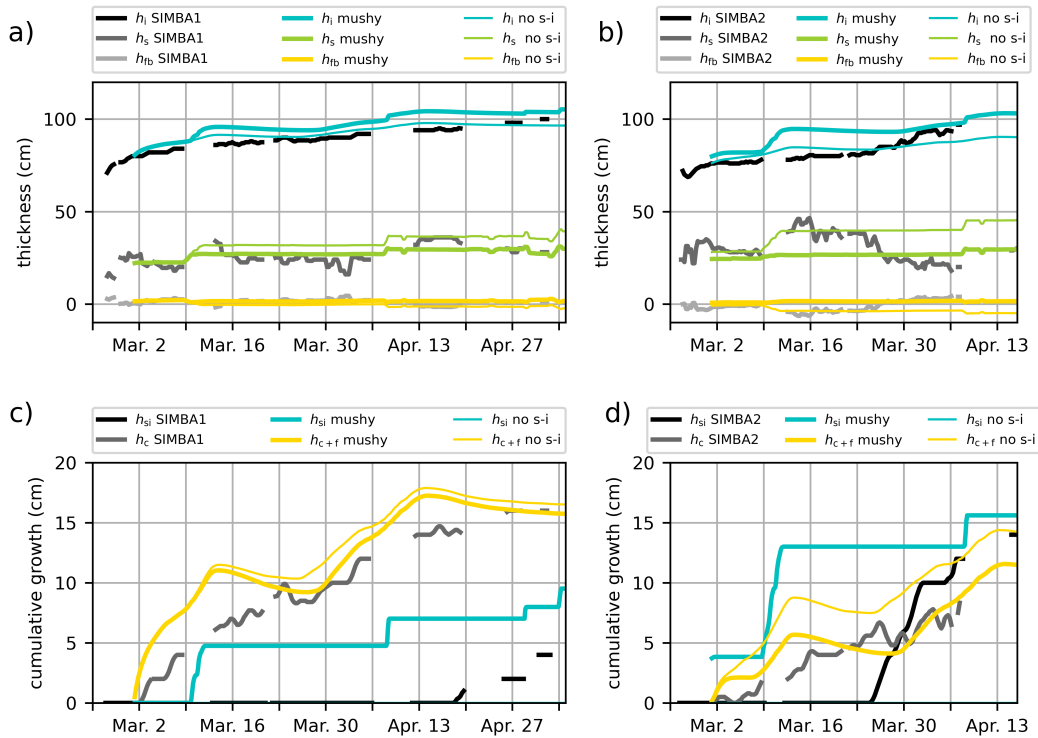 a)
h_i SIMBA1 h_i mushy h_i no s-i
h_s SIMBA1 h_s mushy h_s no s-i
h_fb SIMBA1 h_fb mushy h_fb no s-i
thickness (cm)
100
50
0
Mar. 2 Mar. 16 Mar. 30 Apr. 13 Apr. 27
b)
h_i SIMBA2 h_i mushy h_i no s-i
h_s SIMBA2 h_s mushy h_s no s-i
h_fb SIMBA2 h_fb mushy h_fb no s-i
thickness (cm)
100
50
0
Mar. 2 Mar. 16 Mar. 30 Apr. 13
c)
h_si SIMBA1 h_si mushy h_si no s-i
h_c SIMBA1 h_c+f mushy h_c+f no s-i
cumulative growth (cm)
20
15
10
5
0
Mar. 2 Mar. 16 Mar. 30 Apr. 13 Apr. 27
d)
h_si SIMBA2 h_si mushy h_si no s-i
h_c SIMBA2 h_c+f mushy h_c+f no s-i
cumulative growth (cm)
20
15
10
5
0
Mar. 2 Mar. 16 Mar. 30 Apr. 13